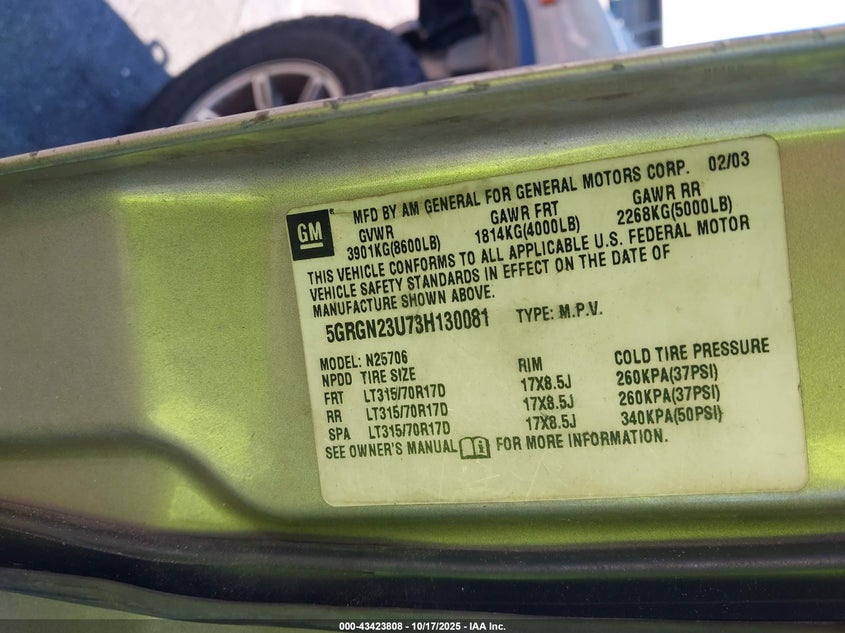 GM®
MFD BY AM GENERAL FOR GENERAL MOTORS CORP. 02/03
GVWR GAWR FRT GAWR RR
3901KG(8600LB) 1814KG(4000LB) 2268KG(5000LB)
THIS VEHICLE CONFORMS TO ALL APPLICABLE U.S. FEDERAL MOTOR
VEHICLE SAFETY STANDARDS IN EFFECT ON THE DATE OF
MANUFACTURE SHOWN ABOVE.
5GRGN23U73H130081 TYPE: M.P.V.
MODEL: N25706
NPDD TIRE SIZE RIM COLD TIRE PRESSURE
FRT LT315/70R17D 17X8.5J 260KPA(37PSI)
RR LT315/70R17D 17X8.5J 260KPA(37PSI)
SPA LT315/70R17D 17X8.5J 340KPA(50PSI)
SEE OWNER'S MANUAL FOR MORE INFORMATION.
000-43423808 - 10/17/2025 - IAA Inc.